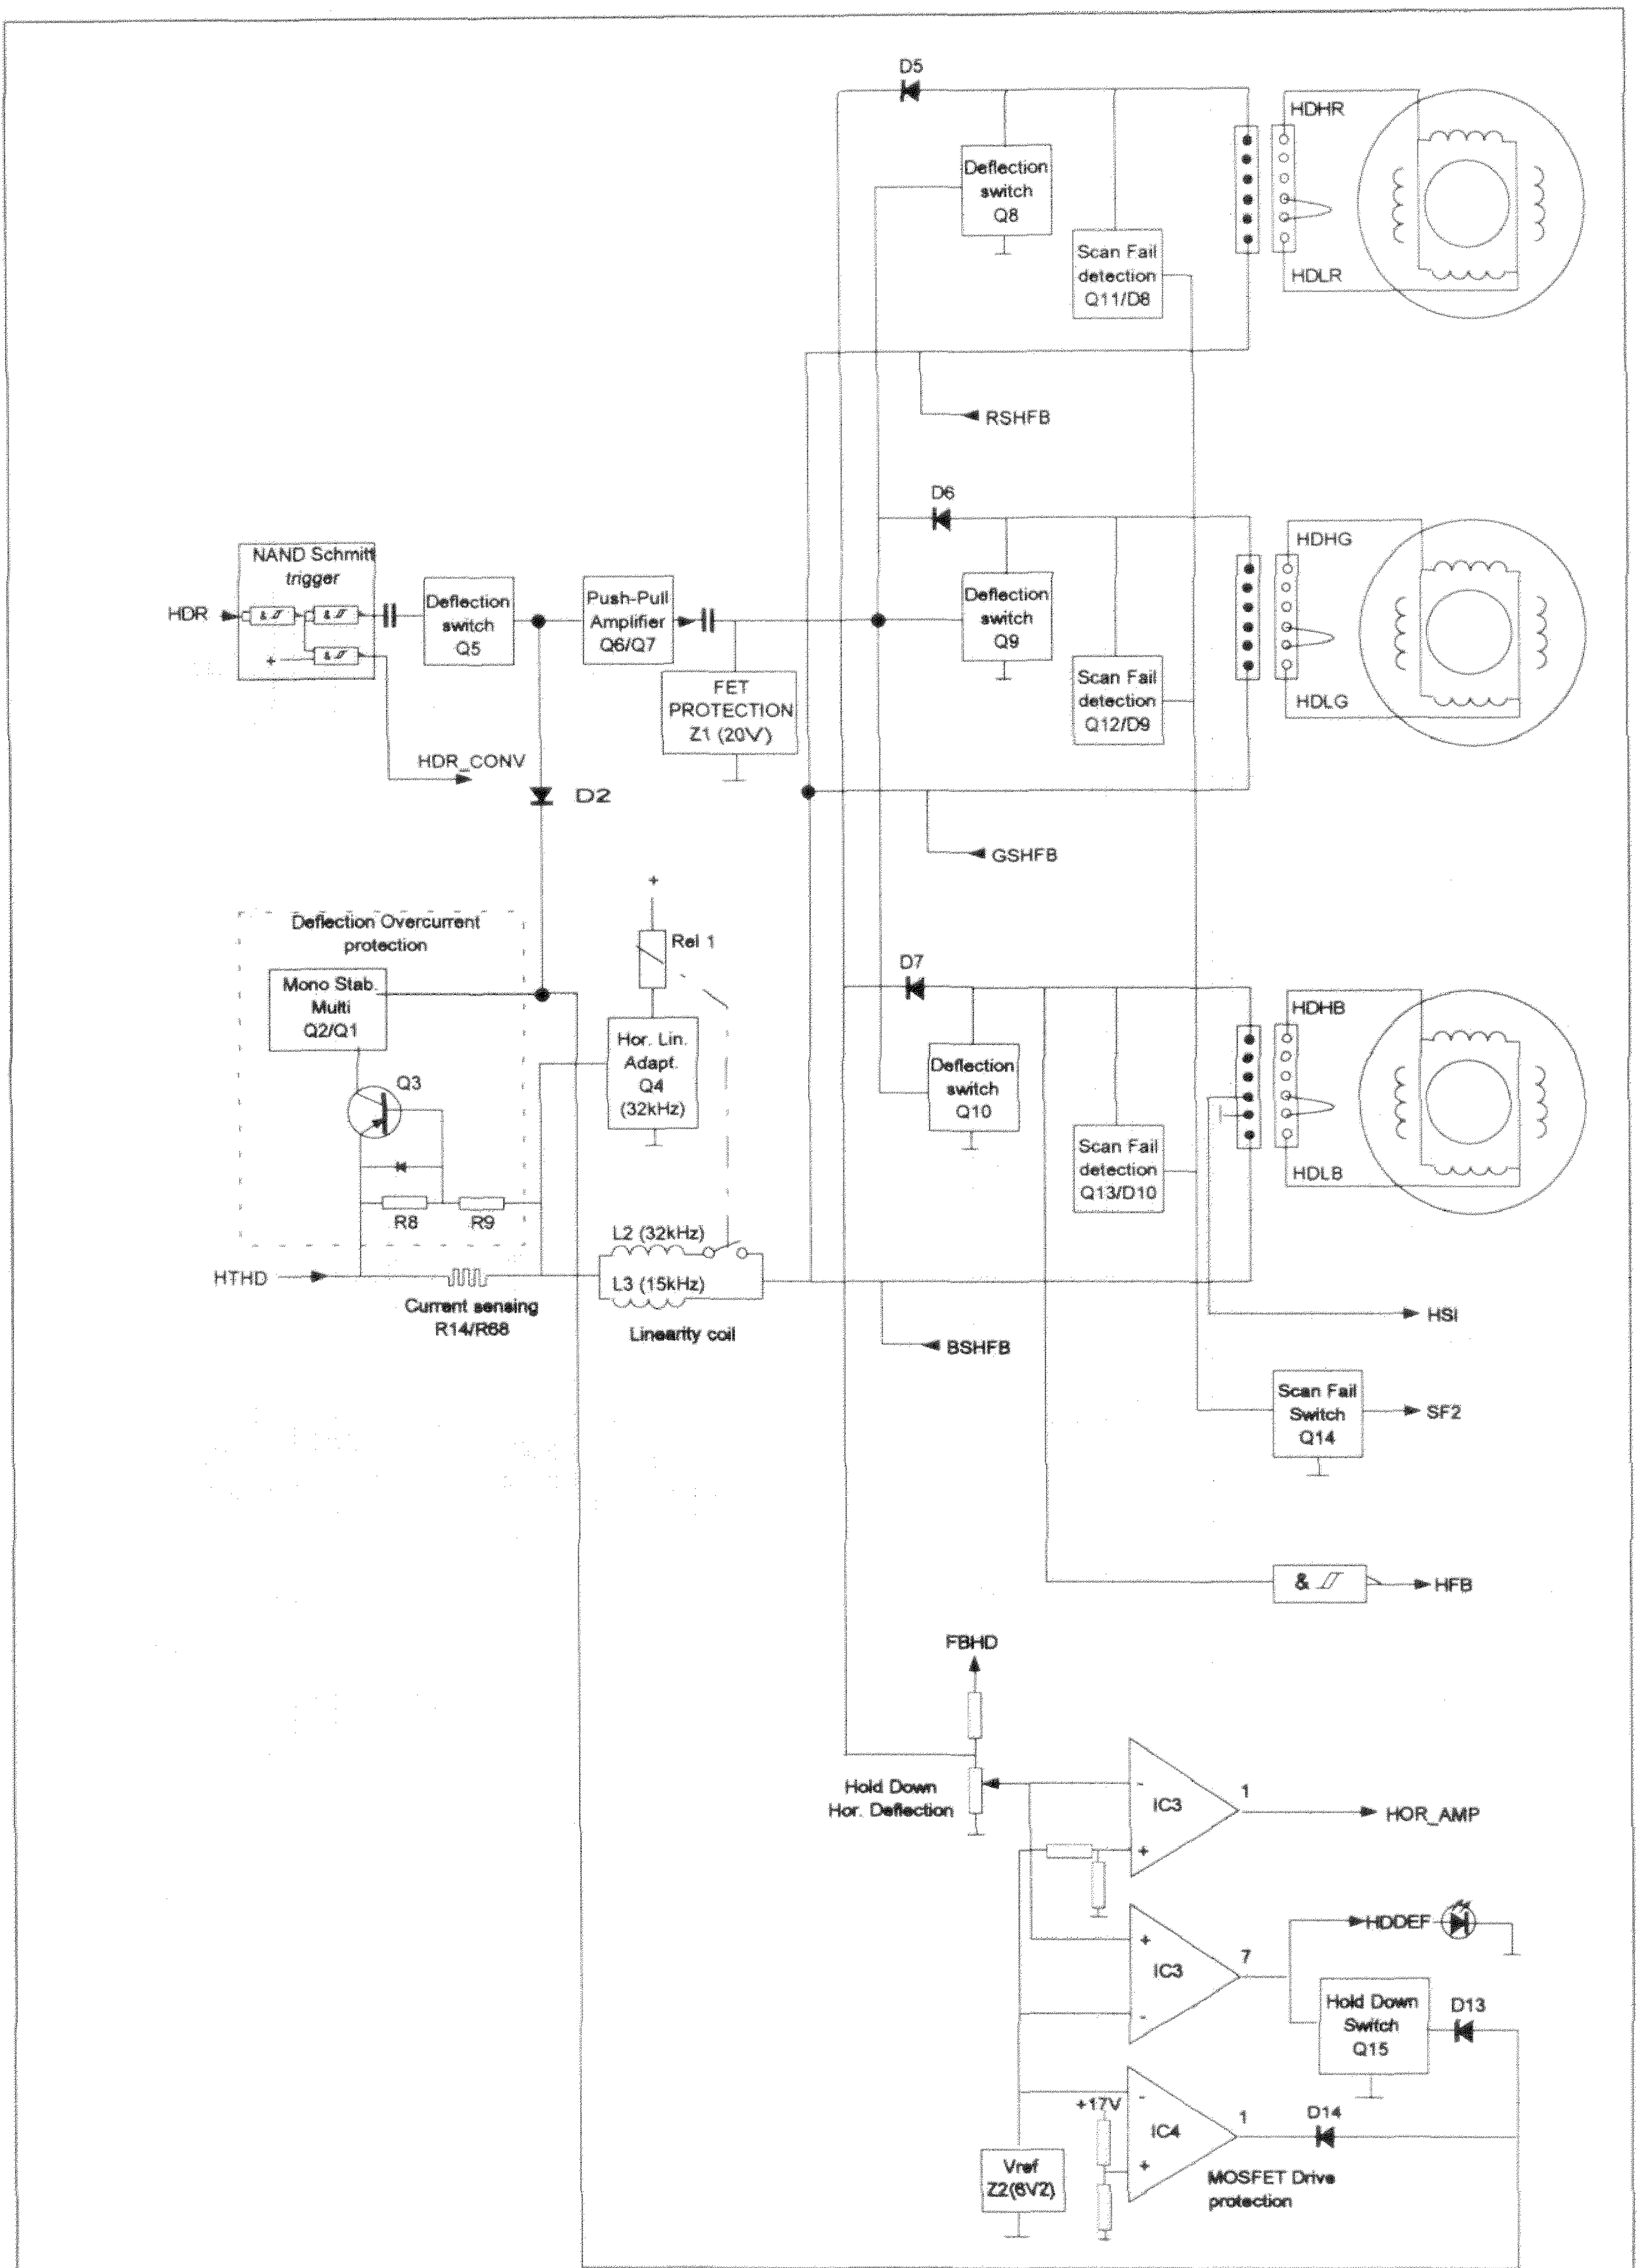 D5
HDHR
Deflection
switch
Q8
Scan Fail
detection
Q11/D8
HDLR
RSHFB
D6
HDHG
NAND Schmitt
trigger
HDR
&
&
&
+
Deflection
switch
Q5
Push-Pull
Amplifier
Q6/Q7
Deflection
switch
Q9
FET
PROTECTION
Z1 (20V)
Scan Fail
detection
Q12/D9
HDLG
HDR_CONV
D2
GSHFB
+
Deflection Overcurrent
protection
Rel 1
D7
Mono Stab.
Multi
Q2/Q1
HDHB
Hor. Lin.
Adapt.
Q4
(32kHz)
Deflection
switch
Q10
Q3
Scan Fail
detection
Q13/D10
HDLB
R8
R9
L2 (32kHz)
HTHD
L3 (15kHz)
Current sensing
R14/R68
Linearity coil
HSI
BSHFB
Scan Fail
Switch
Q14
SF2
&
HFB
FBHD
Hold Down
Hor. Deflection
-
IC3
+
1
HOR_AMP
+
IC3
-
7
HDDEF
Hold Down
Switch
Q15
D13
+17V
-
IC4
+
1
D14
Vref
Z2(6V2)
MOSFET Drive
protection